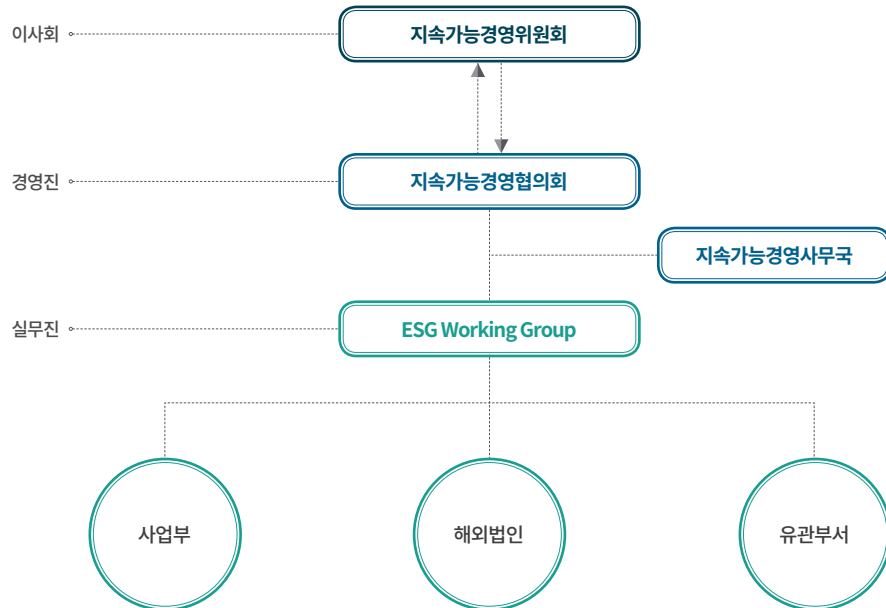 이사회
지속가능경영위원회
경영진
지속가능경영협의회
지속가능경영사무국
실무진
ESG Working Group
사업부
해외법인
유관부서